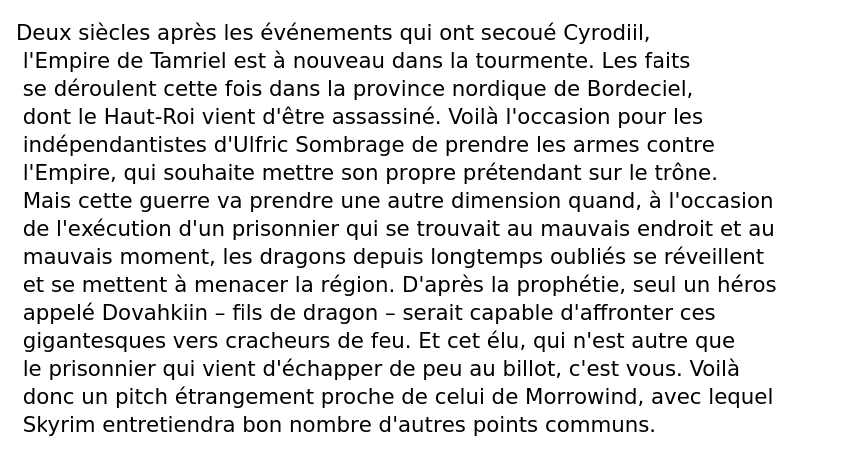 Deux siècles après les événements qui ont secoué Cyrodiil,
l'Empire de Tamriel est à nouveau dans la tourmente. Les faits
se déroulent cette fois dans la province nordique de Bordeciel,
dont le Haut-Roi vient d'être assassiné. Voilà l'occasion pour les
indépendantistes d'Ulfric Sombrage de prendre les armes contre
l'Empire, qui souhaite mettre son propre prétendant sur le trône.
Mais cette guerre va prendre une autre dimension quand, à l'occasion
de l'exécution d'un prisonnier qui se trouvait au mauvais endroit et au
mauvais moment, les dragons depuis longtemps oubliés se réveillent
et se mettent à menacer la région. D'après la prophétie, seul un héros
appelé Dovahkiin – fils de dragon – serait capable d'affronter ces
gigantesques vers cracheurs de feu. Et cet élu, qui n'est autre que
le prisonnier qui vient d'échapper de peu au billot, c'est vous. Voilà
donc un pitch étrangement proche de celui de Morrowind, avec lequel
Skyrim entretiendra bon nombre d'autres points communs.